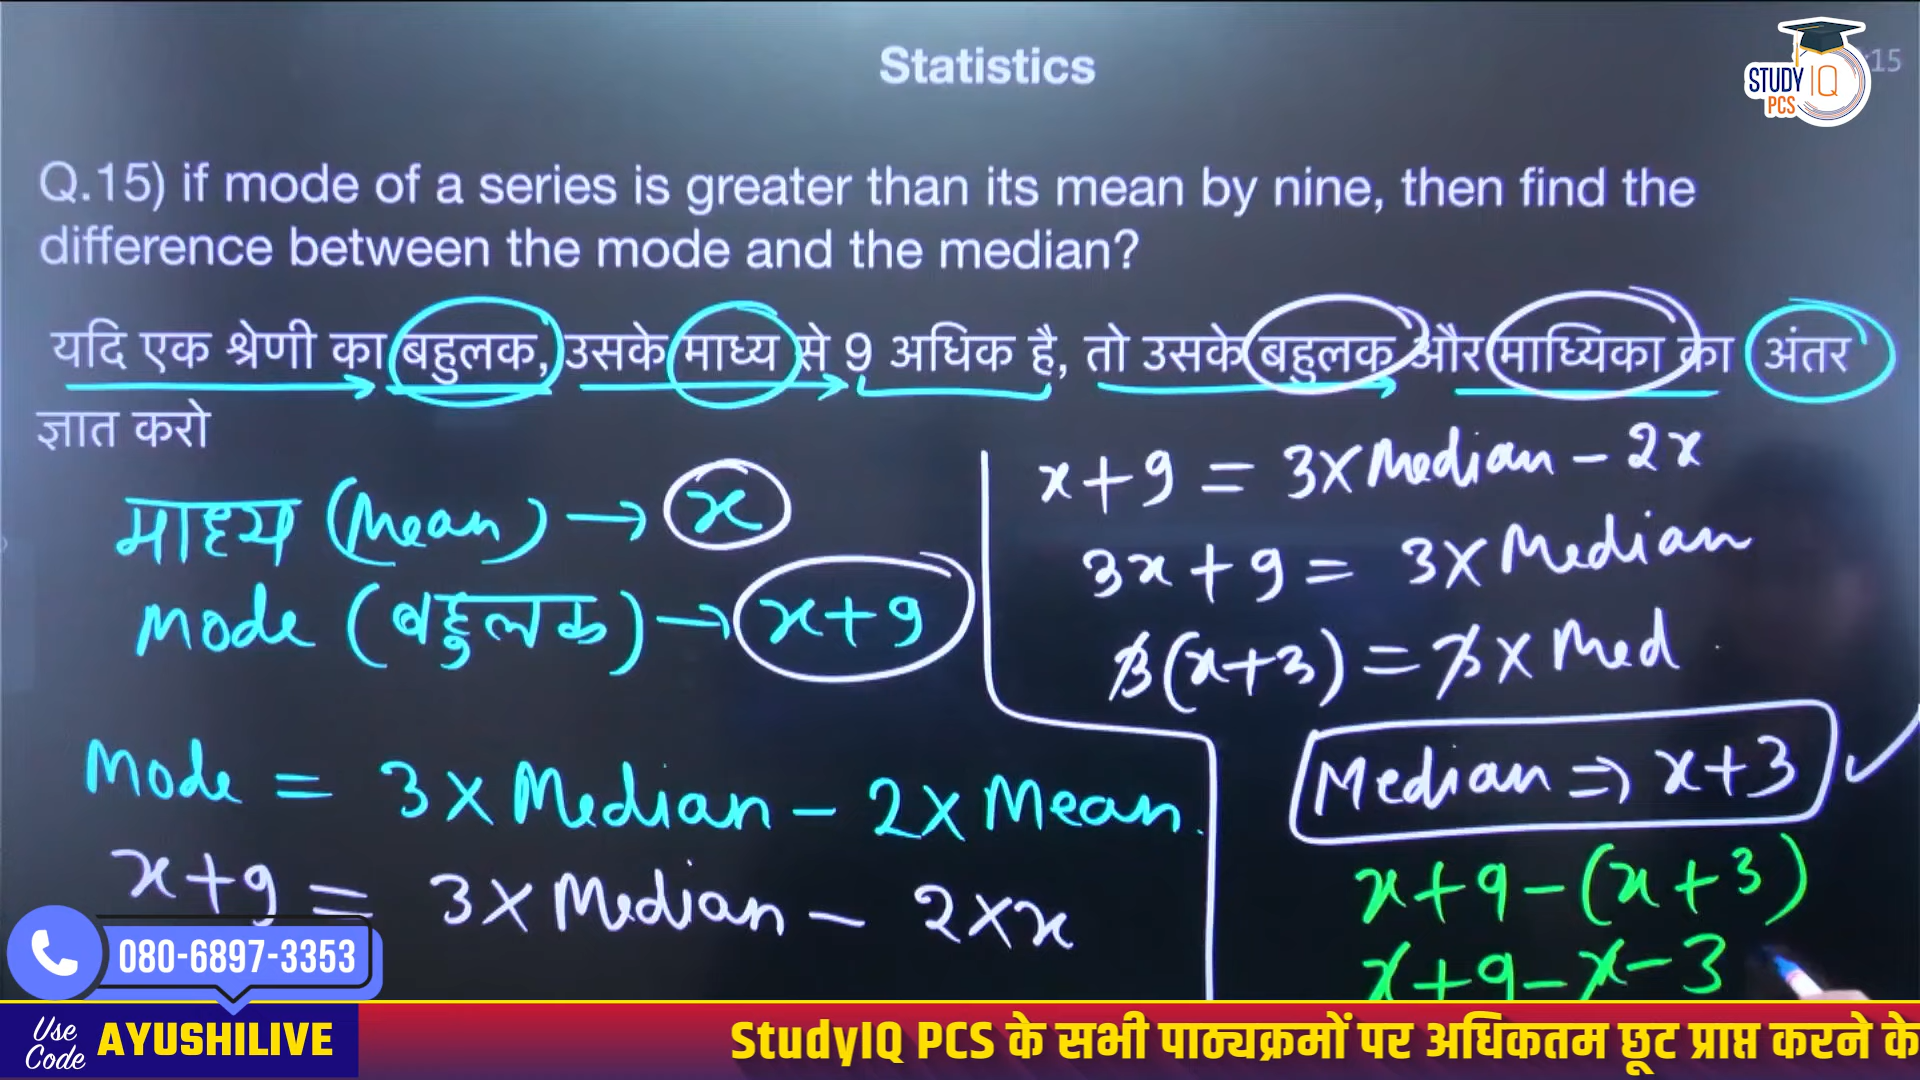 Statistics
:15
STUDY IQ
PCS
Q.15) if mode of a series is greater than its mean by nine, then find the
difference between the mode and the median?
यदि एक श्रेणी का बहुलक, उसके माध्य से 9 अधिक है, तो उसके बहुलक और माध्यिका का अंतर
ज्ञात करो
माध्य (Mean) → x
Mode (बहुलक) → x+9
Mode = 3 x Median - 2 x Mean.
x+9 = 3 x Median - 2 x x
x+9 = 3 x Median - 2x
3x+9 = 3 x Median
3(x+3) = 3 x Med
Median ⇒ x+3
x+9-(x+3)
x+9-x-3
080-6897-3353
Use Code AYUSHILIVE
StudyIQ PCS के सभी पाठ्यक्रमों पर अधिकतम छूट प्राप्त करने के